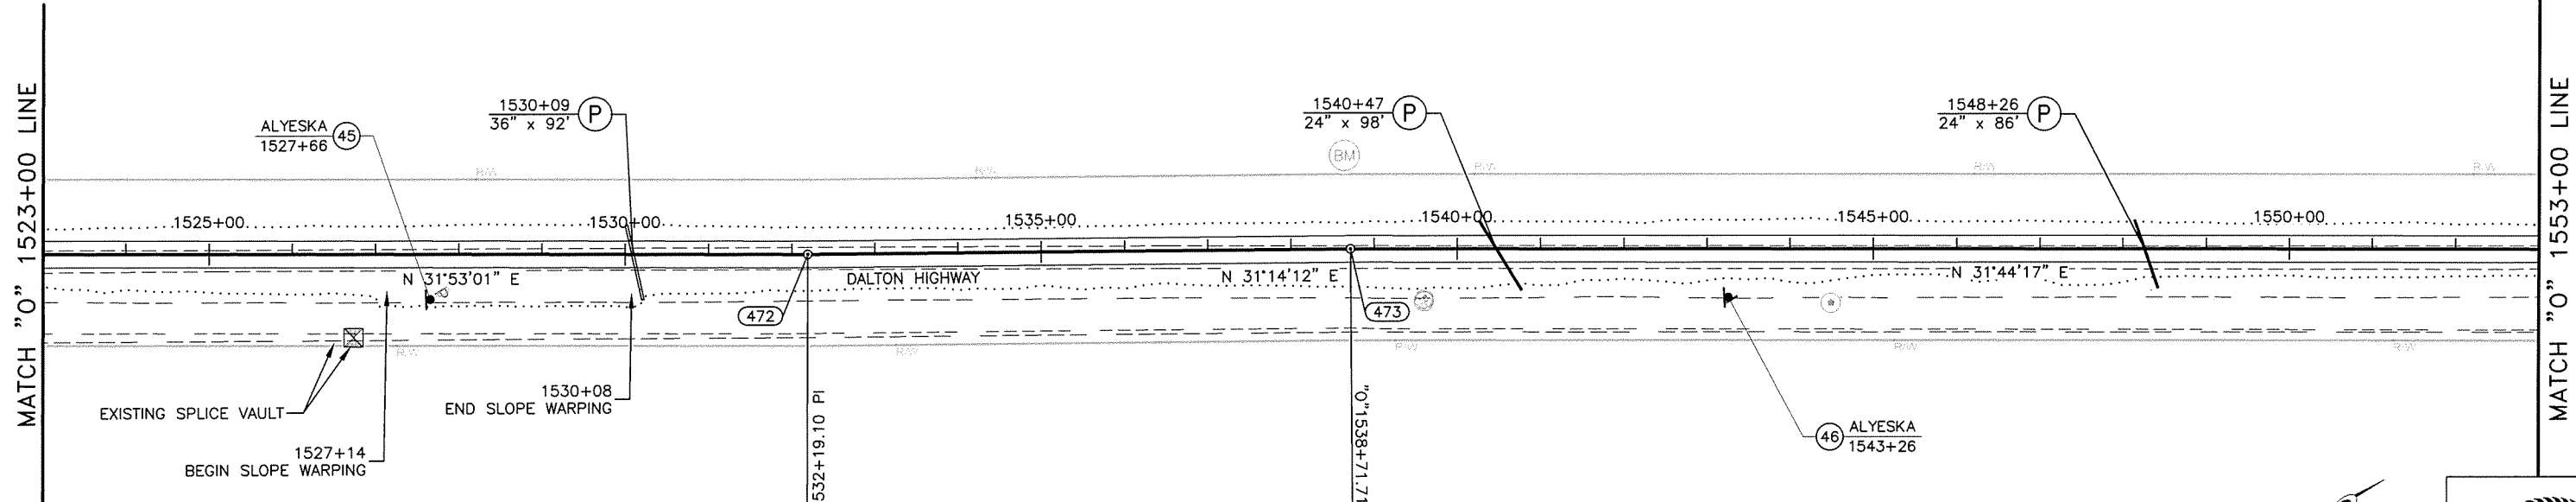 MATCH "O" 1523+00 LINE
ALYESKA 45
1527+66
1530+09 P
36" x 92'
1540+47 P
24" x 98'
1548+26 P
24" x 86'
BM
R/W R/W R/W R/W R/W
1525+00 1530+00 1535+00 1540+00 1545+00 1550+00
N 31°53'01" E DALTON HIGHWAY N 31°14'12" E N 31°44'17" E
472
473
R/W R/W R/W R/W R/W
EXISTING SPLICE VAULT
1530+08
END SLOPE WARPING
1527+14
BEGIN SLOPE WARPING
532+19.10 PI
"O"1538+71.71
46 ALYESKA
1543+26
MATCH "O" 1553+00 LINE